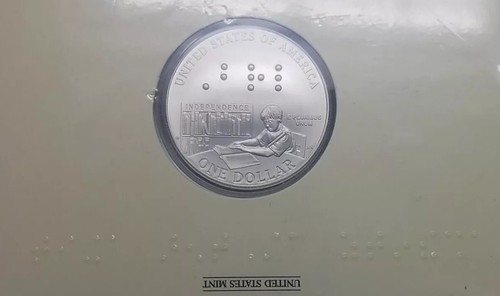 UNITED STATES OF AMERICA
⠠⠃⠗⠇
INDEPENDENCE
E PLURIBUS
UNUM
ONE DOLLAR
UNITED STATES MINT